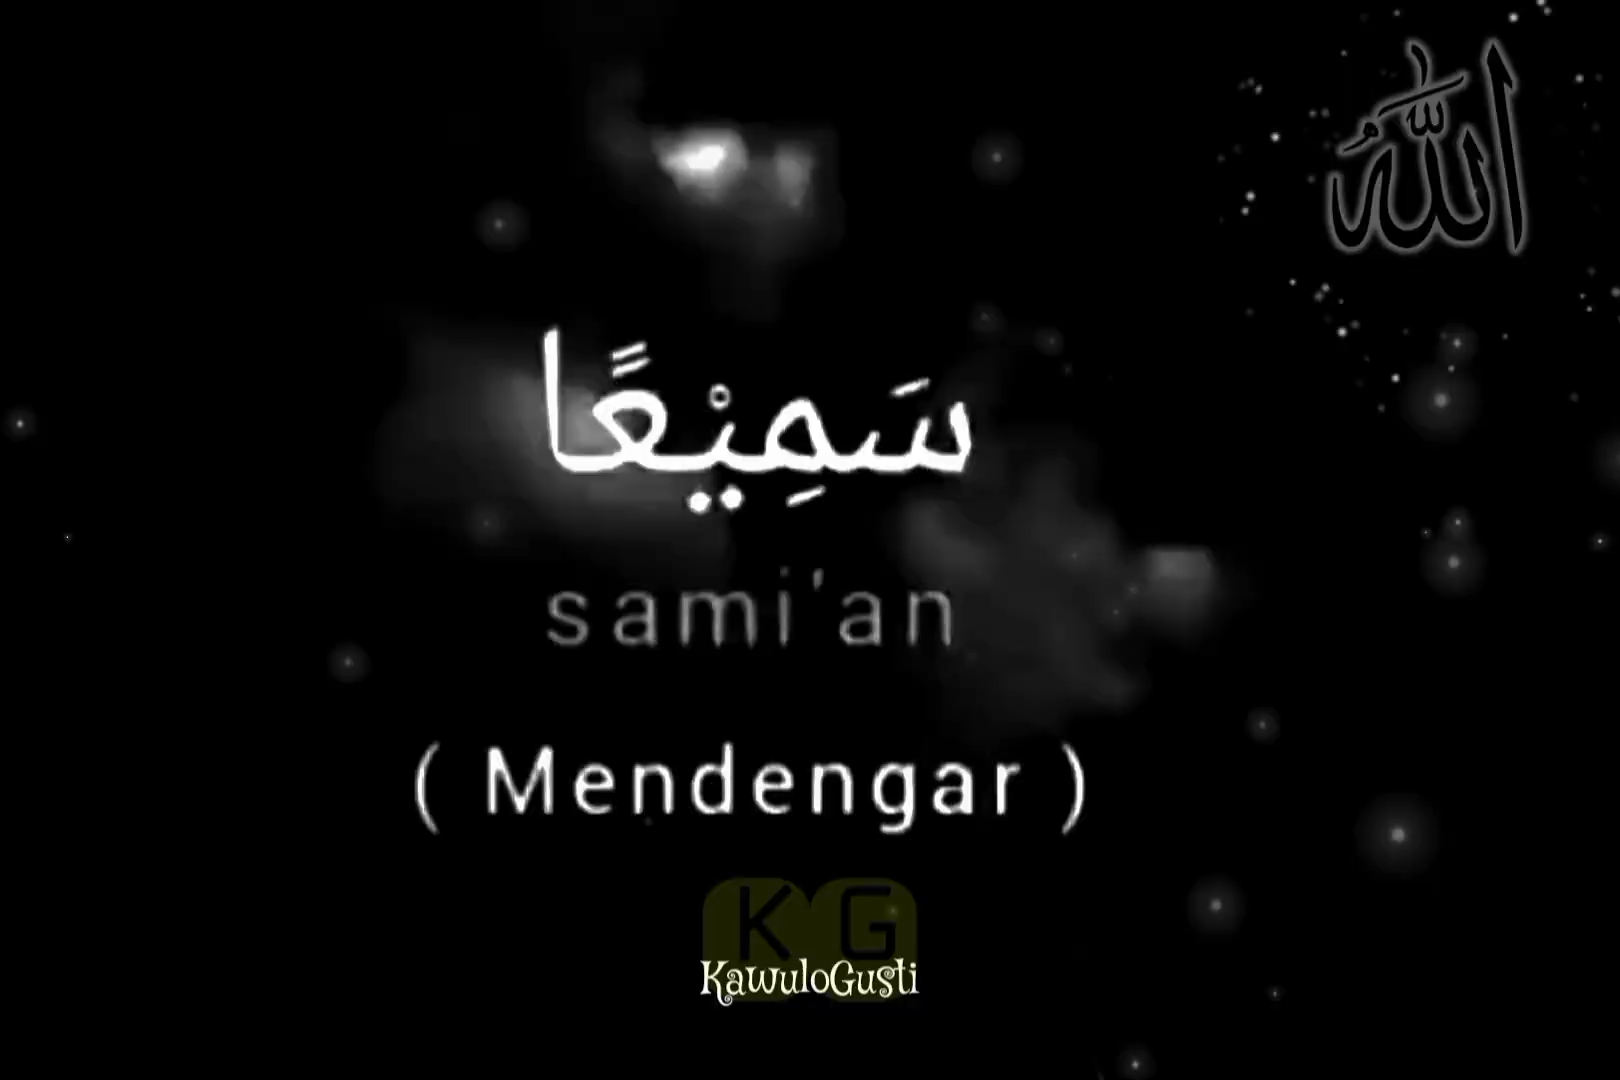 ﷲ
سَمِيْعًا
sami'an
( Mendengar )
KG
KawuloGusti